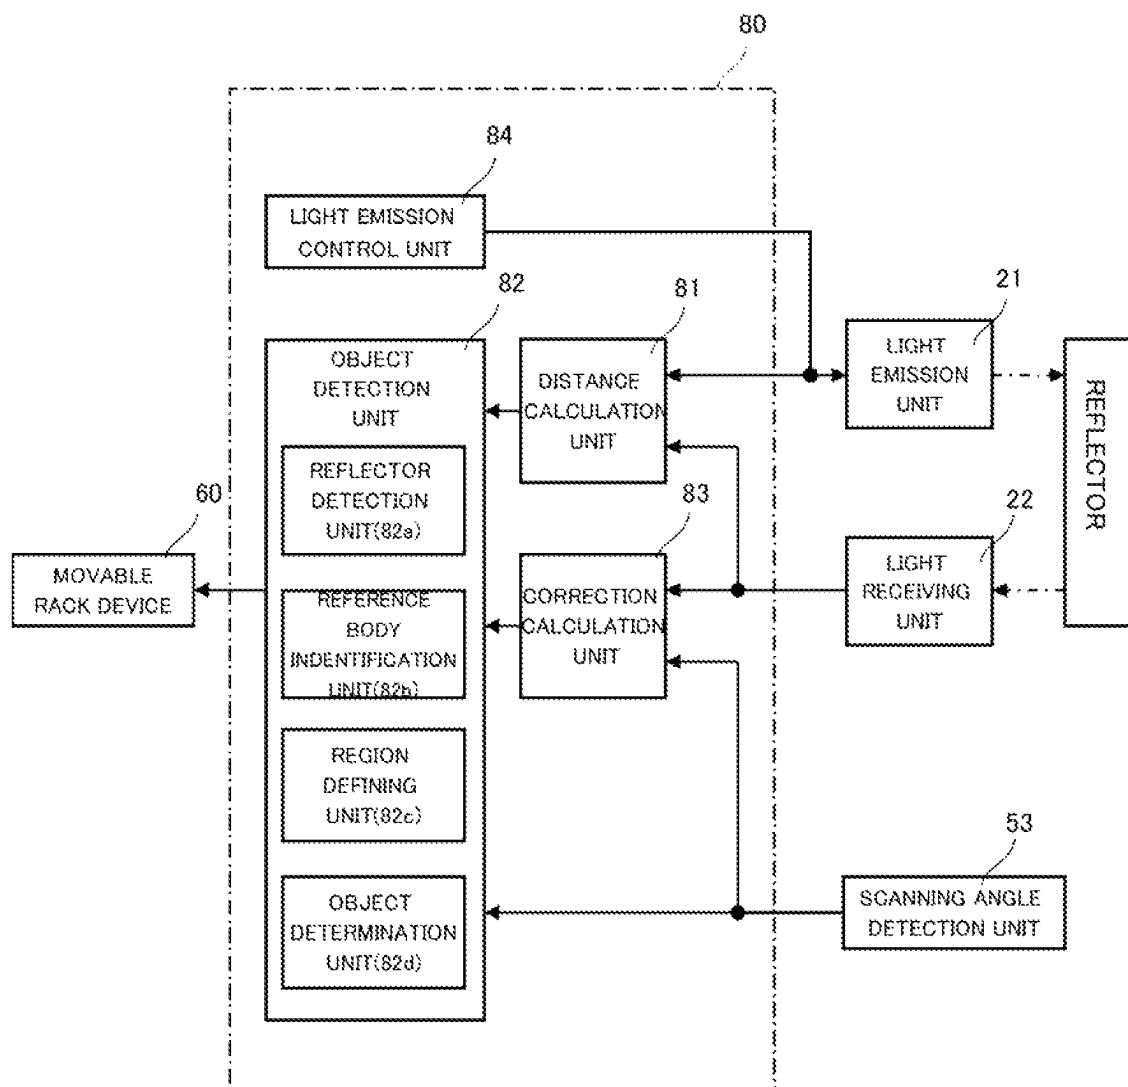 80
84
LIGHT EMISSION
CONTROL UNIT
82
81
21
OBJECT
DETECTION
UNIT
DISTANCE
CALCULATION
UNIT
LIGHT
EMISSION
UNIT
REFLECTOR
REFLECTOR
DETECTION
UNIT(82a)
60
83
22
MOVABLE
RACK DEVICE
REFERENCE
BODY
INDENTIFICATION
UNIT(82b)
CORRECTION
CALCULATION
UNIT
LIGHT
RECEIVING
UNIT
REGION
DEFINING
UNIT(82c)
53
OBJECT
DETERMINATION
UNIT(82d)
SCANNING ANGLE
DETECTION UNIT